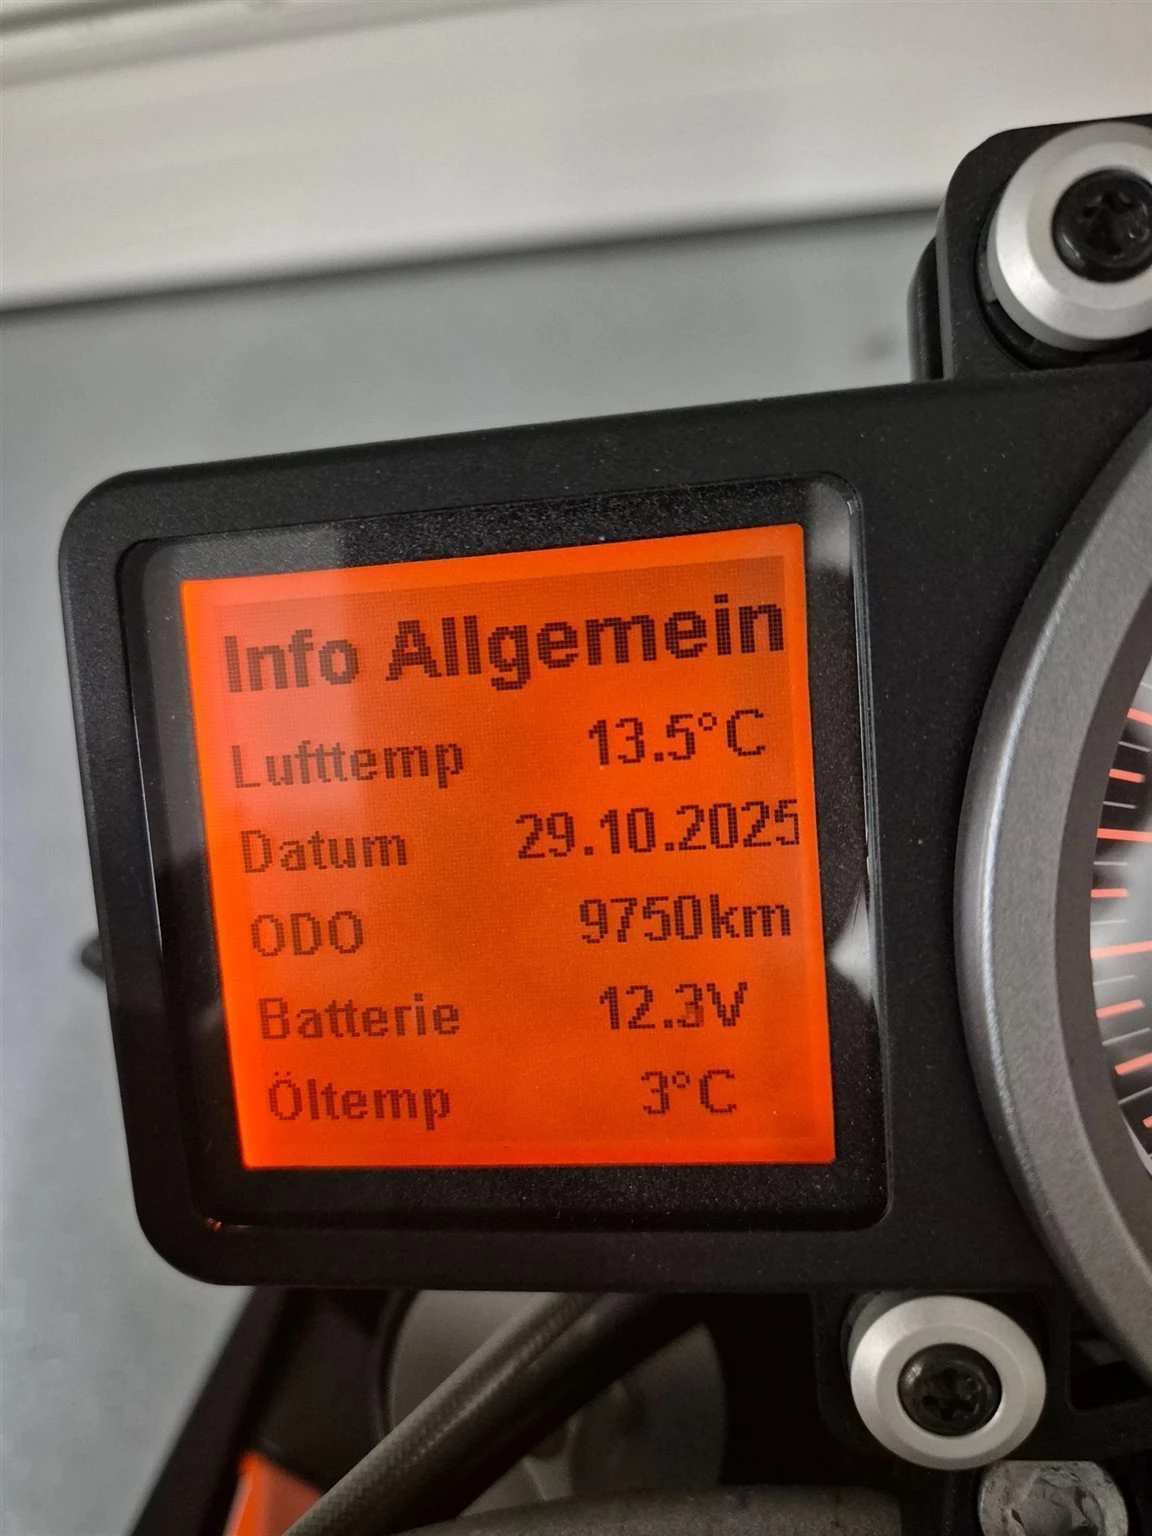 Info Allgemein
Lufttemp 13.5°C
Datum 29.10.2025
ODO 9750km
Batterie 12.3V
Öltemp 3°C